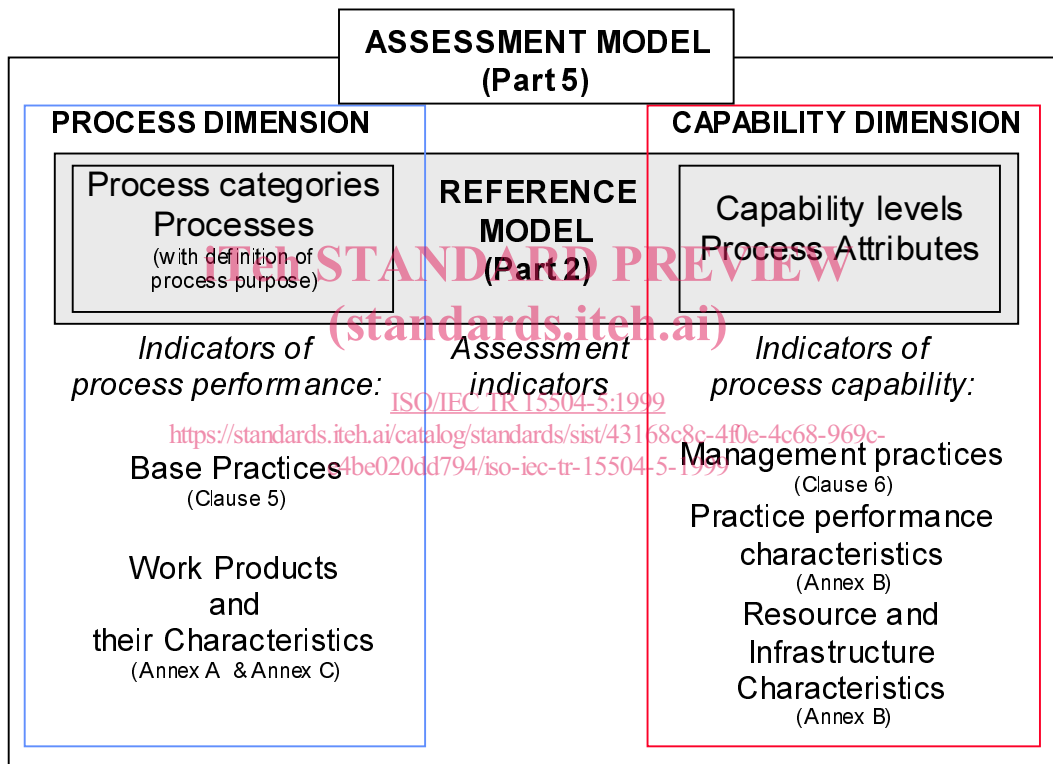 ASSESSMENT MODEL
(Part 5)
PROCESS DIMENSION
Process categories
Processes
(with definition of
process purpose)
REFERENCE
MODEL
(Part 2)
CAPABILITY DIMENSION
Capability levels
Process Attributes
iTeh STANDARD PREVIEW
(standards.iteh.ai)
Indicators of
process performance:
Assessment
indicators
Indicators of
process capability:
ISO/IEC TR 15504-5:1999
https://standards.iteh.ai/catalog/standards/sist/43168c8c-4f0e-4c68-969c-
a4be020dd794/iso-iec-tr-15504-5-1999
Base Practices
(Clause 5)
Work Products
and
their Characteristics
(Annex A & Annex C)
Management practices
(Clause 6)
Practice performance
characteristics
(Annex B)
Resource and
Infrastructure
Characteristics
(Annex B)